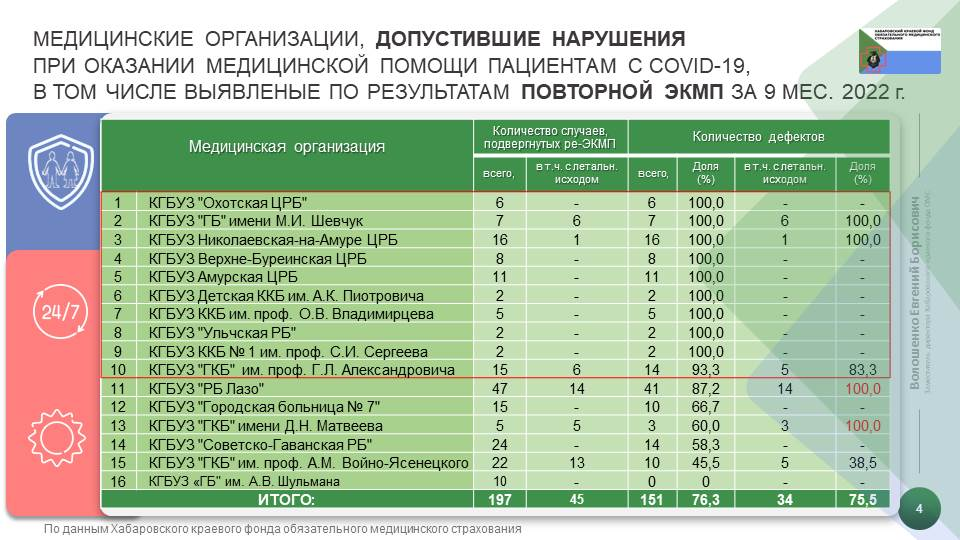 МЕДИЦИНСКИЕ ОРГАНИЗАЦИИ, ДОПУСТИВШИЕ НАРУШЕНИЯ
ПРИ ОКАЗАНИИ МЕДИЦИНСКОЙ ПОМОЩИ ПАЦИЕНТАМ С COVID-19,
В ТОМ ЧИСЛЕ ВЫЯВЛЕНЫЕ ПО РЕЗУЛЬТАТАМ ПОВТОРНОЙ ЭКМП ЗА 9 МЕС. 2022 г.
ХАБАРОВСКИЙ КРАЕВОЙ ФОНД
ОБЯЗАТЕЛЬНОГО МЕДИЦИНСКОГО
СТРАХОВАНИЯ
24/7
Медицинская организация
Количество случаев,
подвергнутых ре-ЭКМП
Количество дефектов
всего,
в т.ч. с летальн.
исходом
всего,
Доля
(%)
в т.ч. с летальн.
исходом
Доля
(%)
1 КГБУЗ "Охотская ЦРБ" 6 - 6 100,0 - -
2 КГБУЗ "ГБ" имени М.И. Шевчук 7 6 7 100,0 6 100,0
3 КГБУЗ Николаевская-на-Амуре ЦРБ 16 1 16 100,0 1 100,0
4 КГБУЗ Верхне-Буреинская ЦРБ 8 - 8 100,0 - -
5 КГБУЗ Амурская ЦРБ 11 - 11 100,0 - -
6 КГБУЗ Детская ККБ им. А.К. Пиотровича 2 - 2 100,0 - -
7 КГБУЗ ККБ им. проф. О.В. Владимирцева 5 - 5 100,0 - -
8 КГБУЗ "Ульчская РБ" 2 - 2 100,0 - -
9 КГБУЗ ККБ № 1 им. проф. С.И. Сергеева 2 - 2 100,0 - -
10 КГБУЗ "ГКБ" им. проф. Г.Л. Александровича 15 6 14 93,3 5 83,3
11 КГБУЗ "РБ Лазо" 47 14 41 87,2 14 100,0
12 КГБУЗ "Городская больница № 7" 15 - 10 66,7 - -
13 КГБУЗ "ГКБ" имени Д.Н. Матвеева 5 5 3 60,0 3 100,0
14 КГБУЗ "Советско-Гаванская РБ" 24 - 14 58,3 - -
15 КГБУЗ "ГКБ" им. проф. А.М. Войно-Ясенецкого 22 13 10 45,5 5 38,5
16 КГБУЗ «ГБ" им. А.В. Шульмана 10 - 0 0 - -
ИТОГО: 197 45 151 76,3 34 75,5
Волошенко Евгений Борисович
Заместитель директора Хабаровского краевого фонда ОМС
4
По данным Хабаровского краевого фонда обязательного медицинского страхования